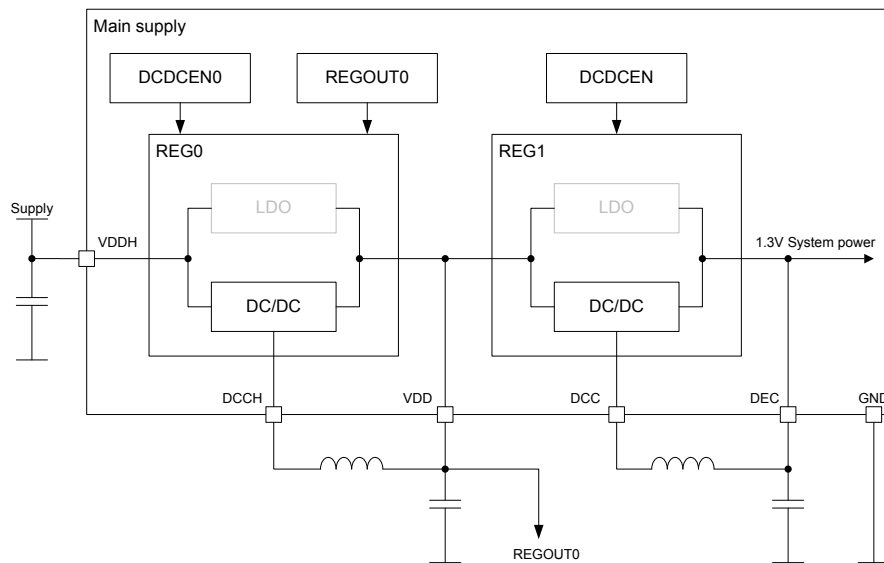 Main supply
DCDCEN0
REGOUT0
DCDCEN
REG0
REG1
LDO
LDO
Supply
VDDH
1.3V System power
DC/DC
DC/DC
DCCH
VDD
DCC
DEC
GND
REGOUT0